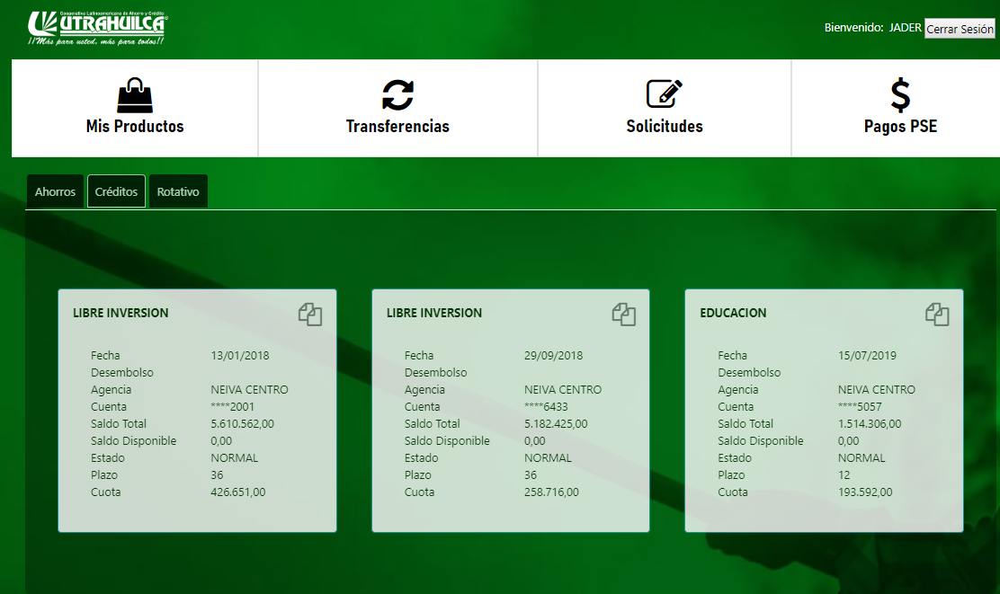 Cooperativa Latinoamericana de Ahorro y Crédito
UTRAHUILCA
¡¡Más para usted, más para todos!!
Bienvenido: JADER Cerrar Sesión
Mis Productos Transferencias Solicitudes Pagos PSE
Ahorros Créditos Rotativo
LIBRE INVERSION
Fecha 13/01/2018
Desembolso
Agencia NEIVA CENTRO
Cuenta ****2001
Saldo Total 5.610.562,00
Saldo Disponible 0,00
Estado NORMAL
Plazo 36
Cuota 426.651,00
LIBRE INVERSION
Fecha 29/09/2018
Desembolso
Agencia NEIVA CENTRO
Cuenta ****6433
Saldo Total 5.182.425,00
Saldo Disponible 0,00
Estado NORMAL
Plazo 36
Cuota 258.716,00
EDUCACION
Fecha 15/07/2019
Desembolso
Agencia NEIVA CENTRO
Cuenta ****5057
Saldo Total 1.514.306,00
Saldo Disponible 0,00
Estado NORMAL
Plazo 12
Cuota 193.592,00